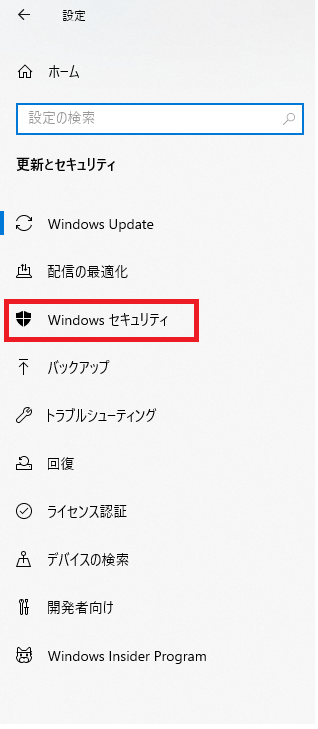 設定
ホーム
設定の検索
更新とセキュリティ
Windows Update
配信の最適化
Windows セキュリティ
バックアップ
トラブルシューティング
回復
ライセンス認証
デバイスの検索
開発者向け
Windows Insider Program